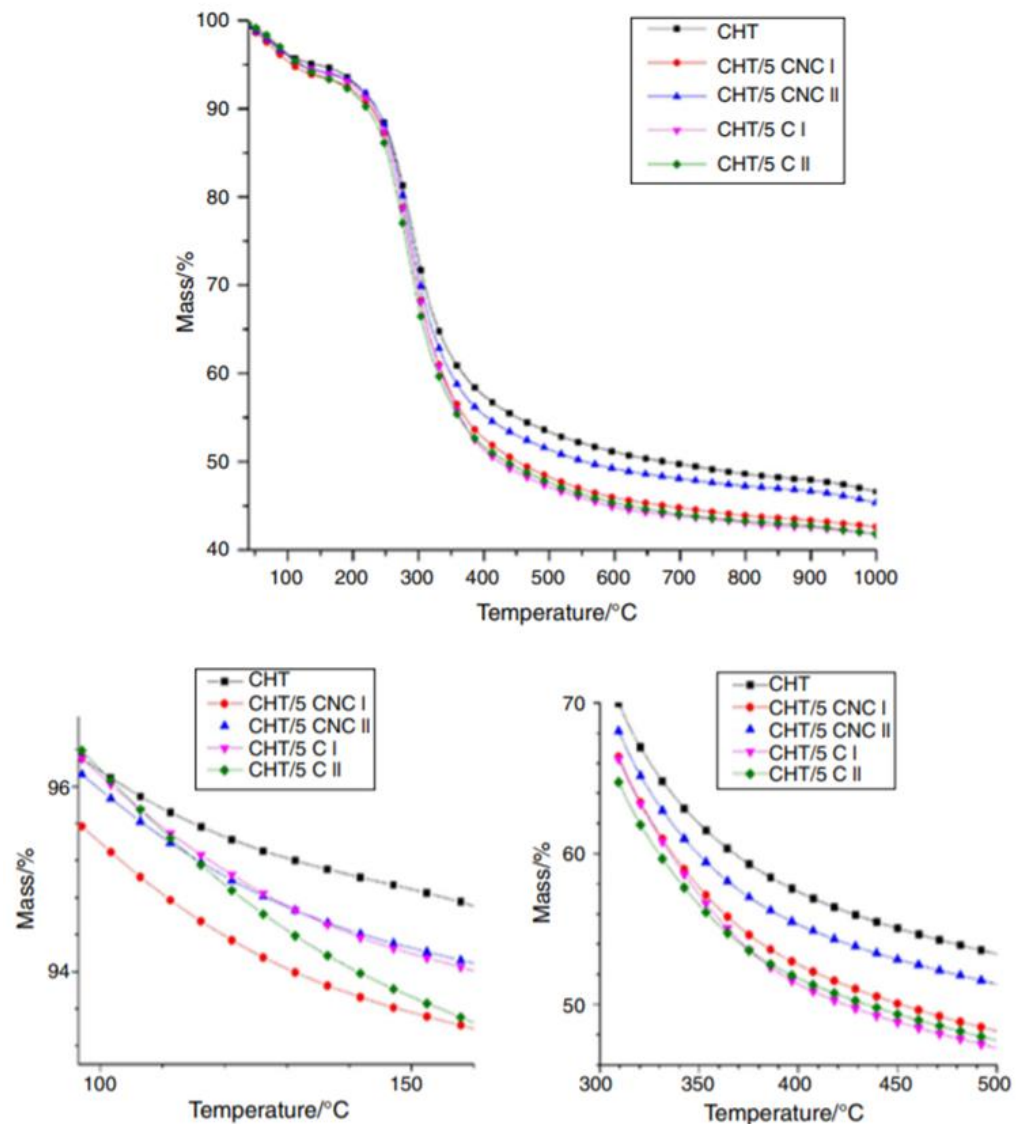 100
90
80
70
60
50
40
Mass/%
100 200 300 400 500 600 700 800 900 1000
Temperature/°C
CHT
CHT/5 CNC I
CHT/5 CNC II
CHT/5 C I
CHT/5 C II
CHT
CHT/5 CNC I
CHT/5 CNC II
CHT/5 C I
CHT/5 C II
96
94
Mass/%
100 150
Temperature/°C
CHT
CHT/5 CNC I
CHT/5 CNC II
CHT/5 C I
CHT/5 C II
70
60
50
Mass/%
300 350 400 450 500
Temperature/°C